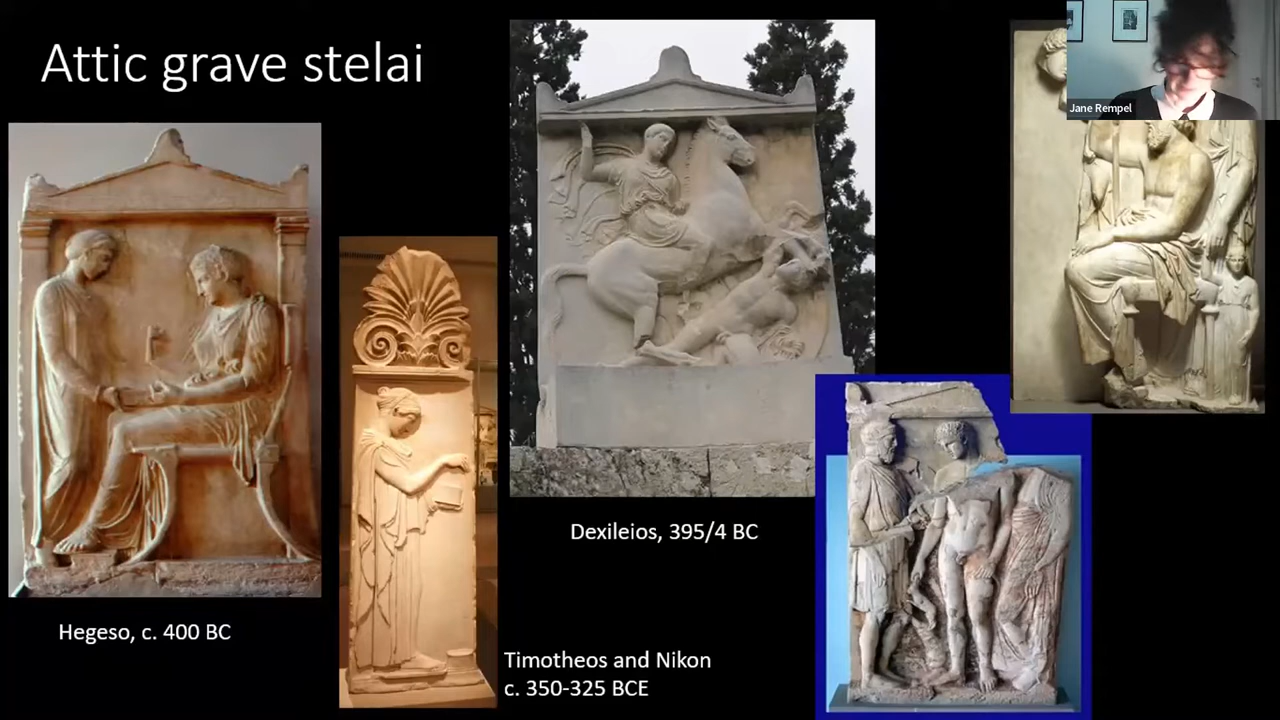 Attic grave stelai
Jane Rempel
Dexileios, 395/4 BC
Hegeso, c. 400 BC
Timotheos and Nikon
c. 350-325 BCE